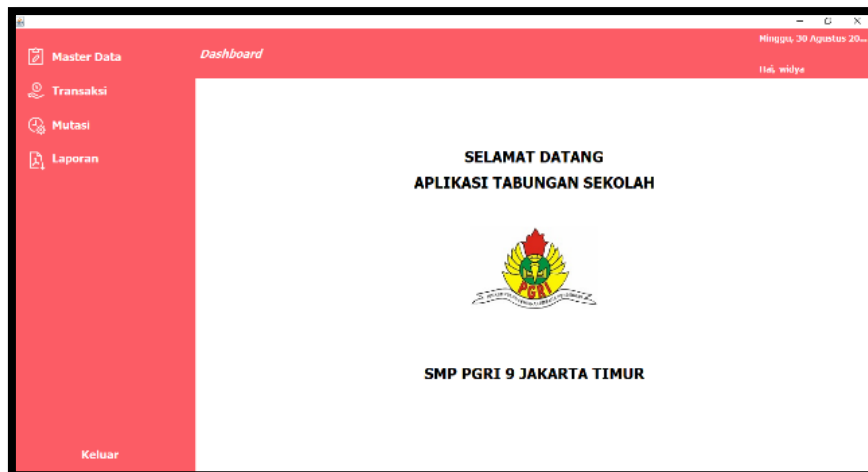 Minggu, 30 Agustus 20...
Dashboard
Hai, widya
Master Data
Transaksi
Mutasi
Laporan
SELAMAT DATANG
APLIKASI TABUNGAN SEKOLAH
PGRI
SMP PGRI 9 JAKARTA TIMUR
Keluar